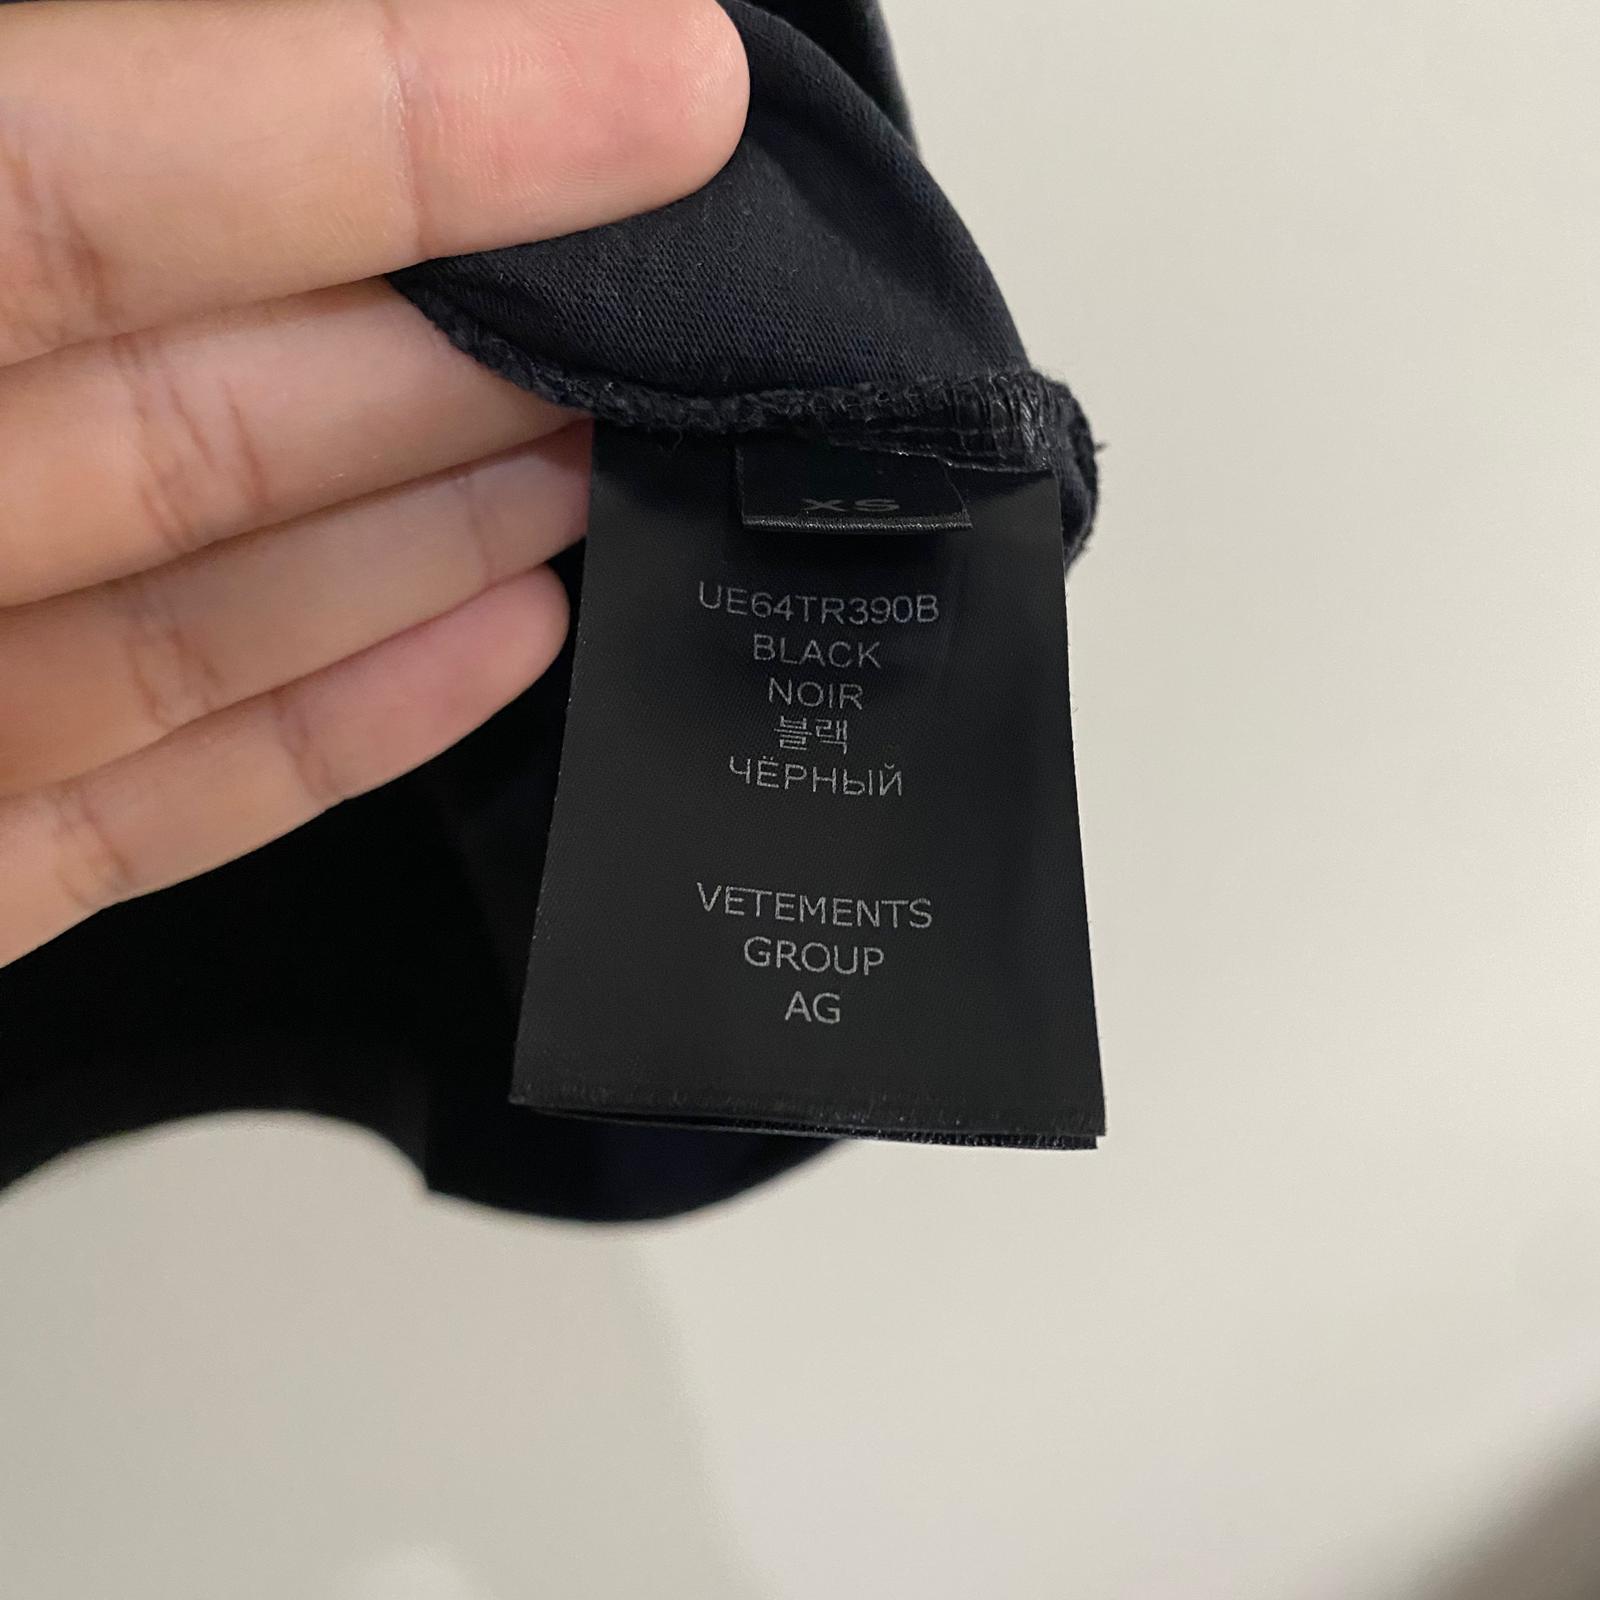 XS
UE64TR390B
BLACK
NOIR
블랙
ЧЁРНЫЙ
VETEMENTS
GROUP
AG